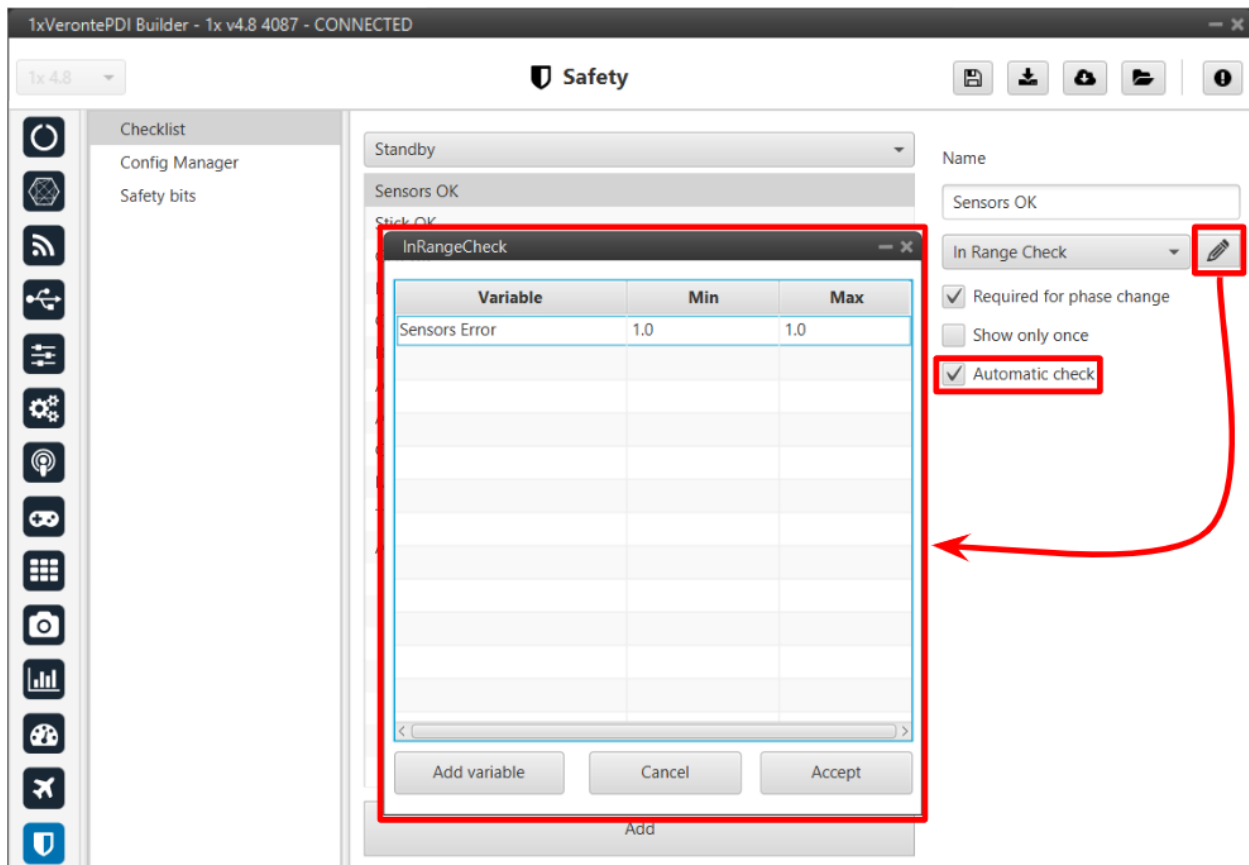 1xVerontePDI Builder - 1x v4.8 4087 - CONNECTED
1x 4.8
Safety
Checklist
Config Manager
Safety bits
Standby
Sensors OK
Stick OK
InRangeCheck
Variable Min Max
Sensors Error 1.0 1.0
Add variable Cancel Accept
Add
Name
Sensors OK
In Range Check
Required for phase change
Show only once
Automatic check